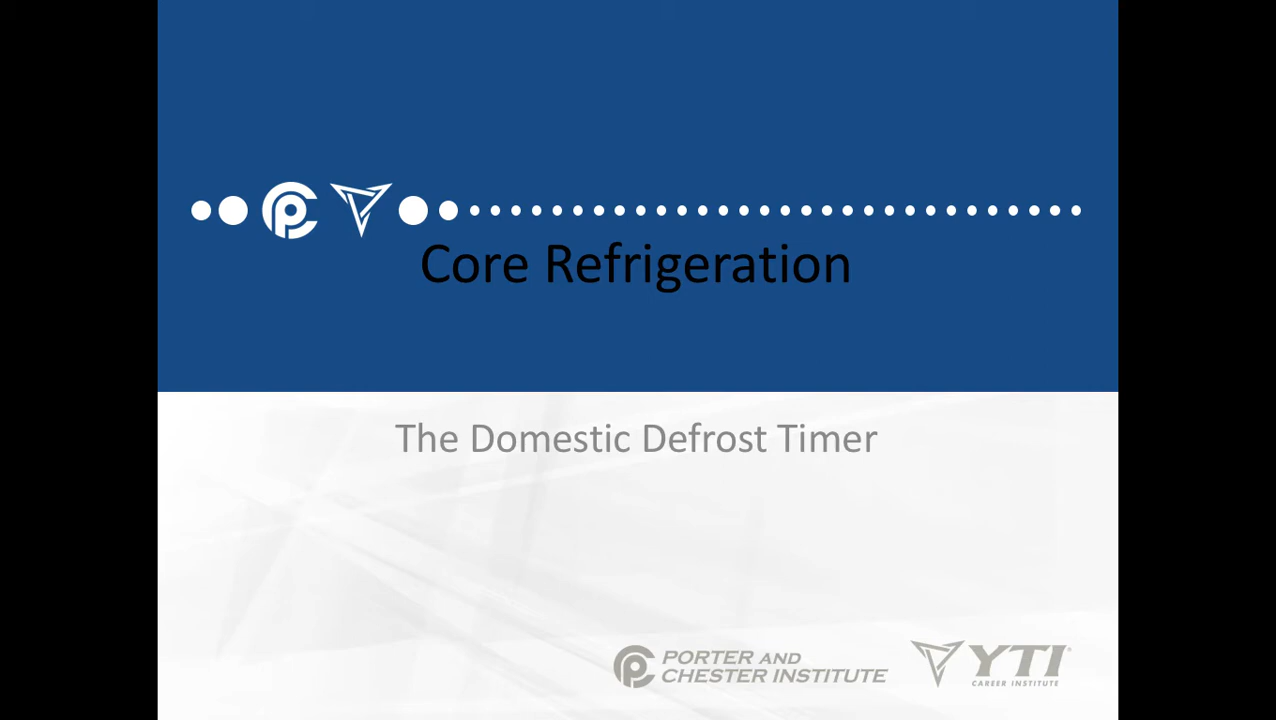 Core Refrigeration
The Domestic Defrost Timer
PORTER AND
CHESTER INSTITUTE
YTI
CAREER INSTITUTE